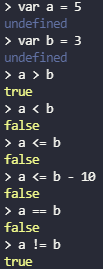 > var a = 5
undefined
> var b = 3
undefined
> a > b
true
> a < b
false
> a <= b
false
> a <= b - 10
false
> a == b
false
> a != b
true